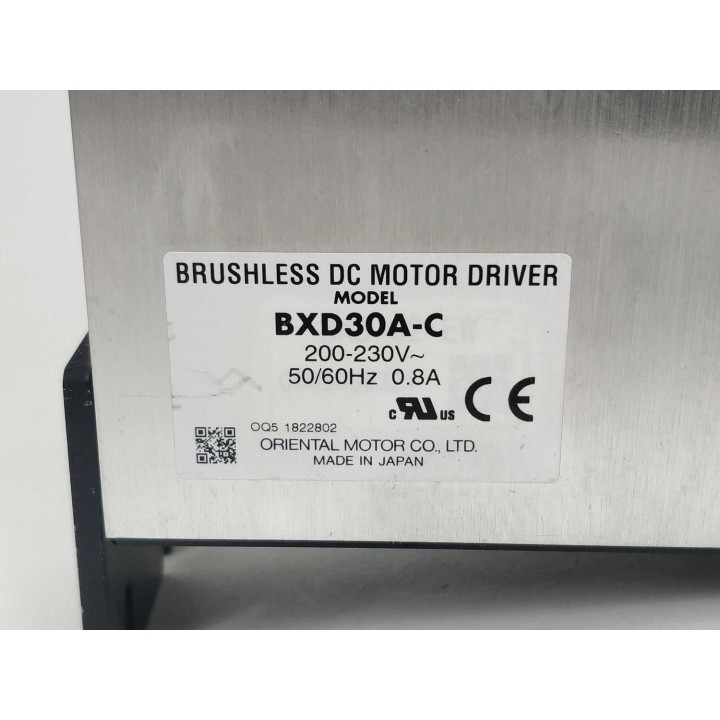 BRUSHLESS DC MOTOR DRIVER
MODEL
BXD30A-C
200-230V~
50/60Hz 0.8A
c RU us CE
OQ5 1822802
ORIENTAL MOTOR CO., LTD.
MADE IN JAPAN